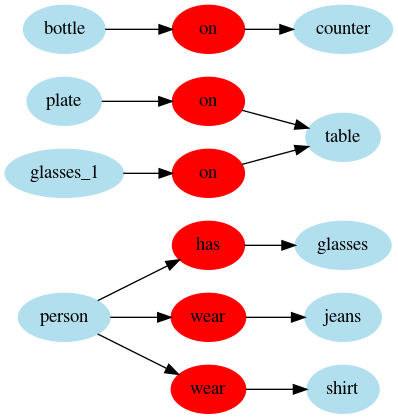 bottle on counter
plate on
table
glasses_1 on
has glasses
person wear jeans
wear shirt